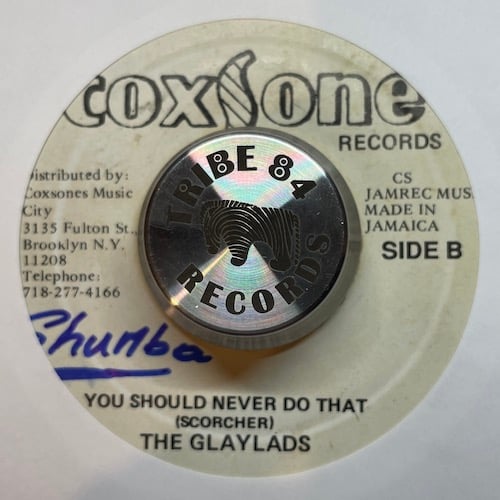 coxsone
RECORDS
TRIBE 84
RECORDS
Distributed by:
Coxsones Music
City
3135 Fulton St.,
Brooklyn N.Y.
11208
Telephone:
718-277-4166
CS
JAMREC MUS
MADE IN
JAMAICA
SIDE B
Shumba
YOU SHOULD NEVER DO THAT
(SCORCHER)
THE GLAYLADS